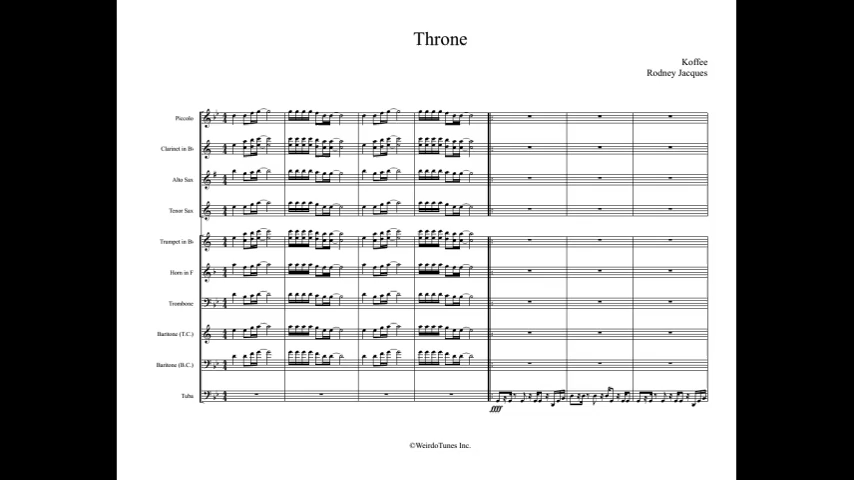 Throne
Koffee
Rodney Jacques
Piccolo
Clarinet in B♭
Alto Sax
Tenor Sax
Trumpet in B♭
Horn in F
Trombone
Baritone (T.C.)
Baritone (B.C.)
Tuba
ffff
©WeirdoTunes Inc.